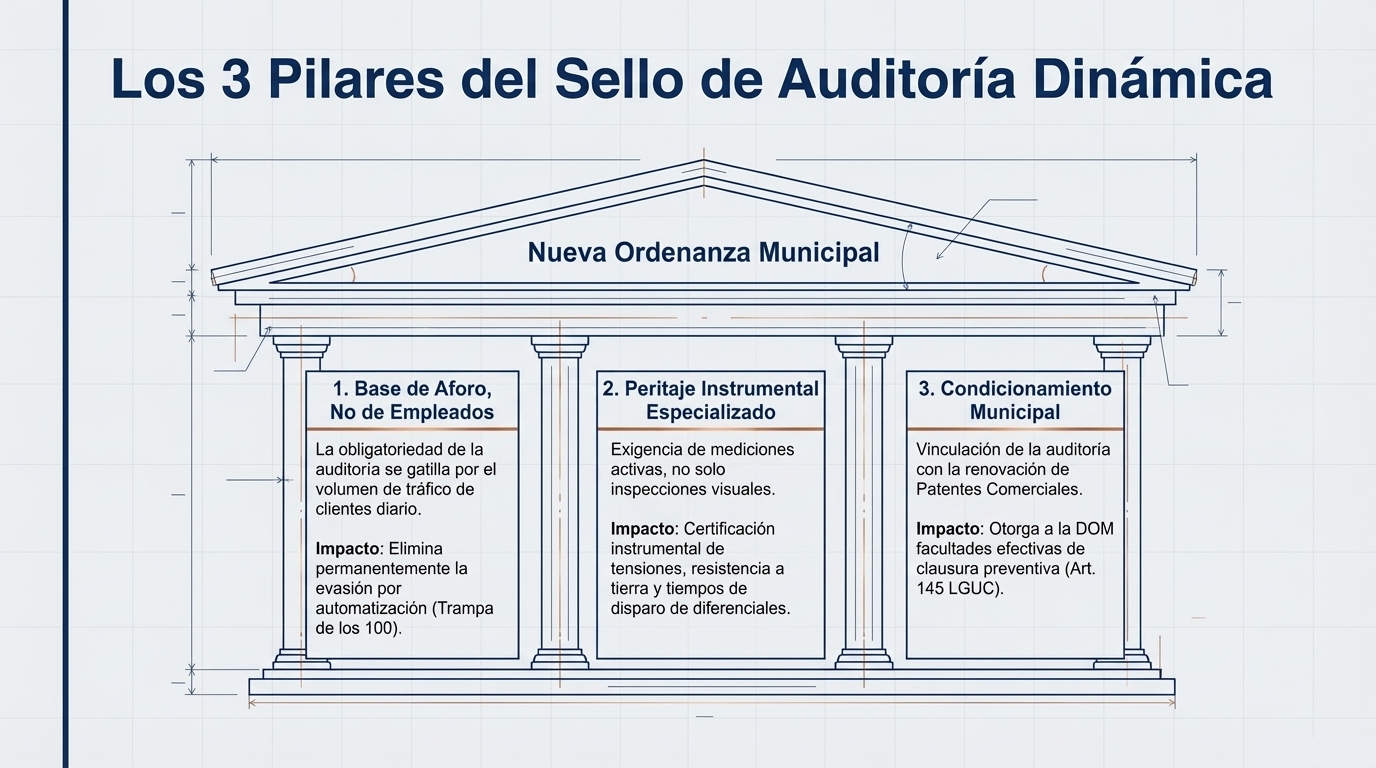 Los 3 Pilares del Sello de Auditoría Dinámica
Nueva Ordenanza Municipal
1. Base de Aforo,
No de Empleados
La obligatoriedad de la
auditoría se gatilla por el
volumen de tráfico de
clientes diario.
Impacto: Elimina
permanentemente la
evasión por
automatización (Trampa
de los 100).
2. Peritaje Instrumental
Especializado
Exigencia de mediciones
activas, no solo
inspecciones visuales.
Impacto: Certificación
instrumental de
tensiones, resistencia a
tierra y tiempos de
disparo de diferenciales.
3. Condicionamiento
Municipal
Vinculación de la auditoría
con la renovación de
Patentes Comerciales.
Impacto: Otorga a la DOM
facultades efectivas de
clausura preventiva (Art.
145 LGUC).